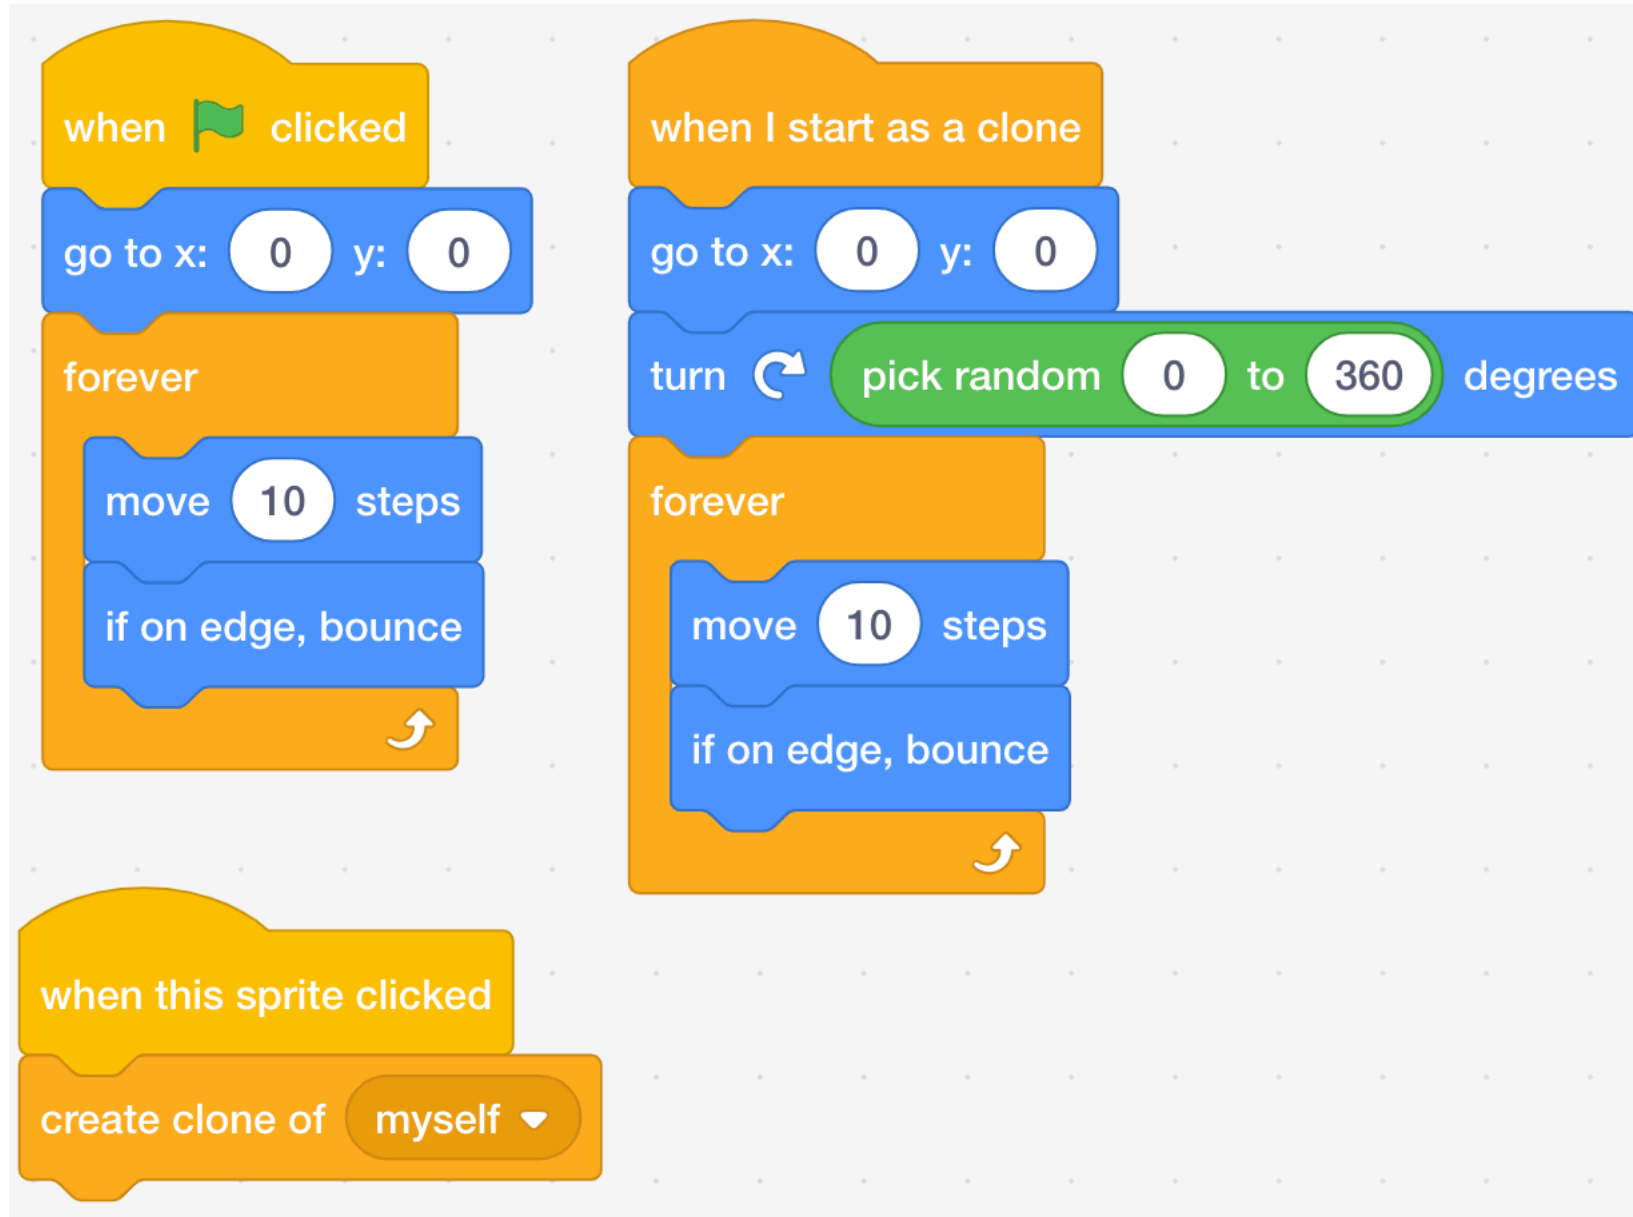 when clicked
go to x: 0 y: 0
forever
move 10 steps
if on edge, bounce
when this sprite clicked
create clone of myself
when I start as a clone
go to x: 0 y: 0
turn pick random 0 to 360 degrees
forever
move 10 steps
if on edge, bounce